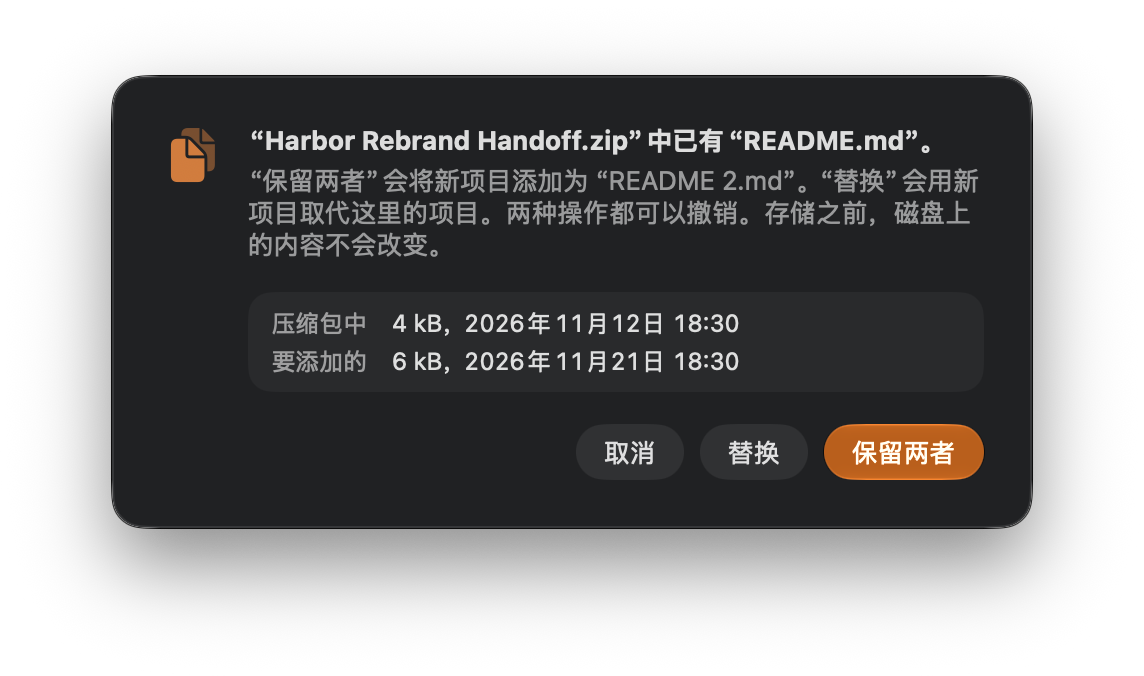 “Harbor Rebrand Handoff.zip” 中已有 “README.md”。
“保留两者” 会将新项目添加为 “README 2.md”。“替换” 会用新
项目取代这里的项目。两种操作都可以撤销。存储之前，磁盘上
的内容不会改变。
压缩包中 4 kB，2026年11月12日 18:30
要添加的 6 kB，2026年11月21日 18:30
取消 替换 保留两者